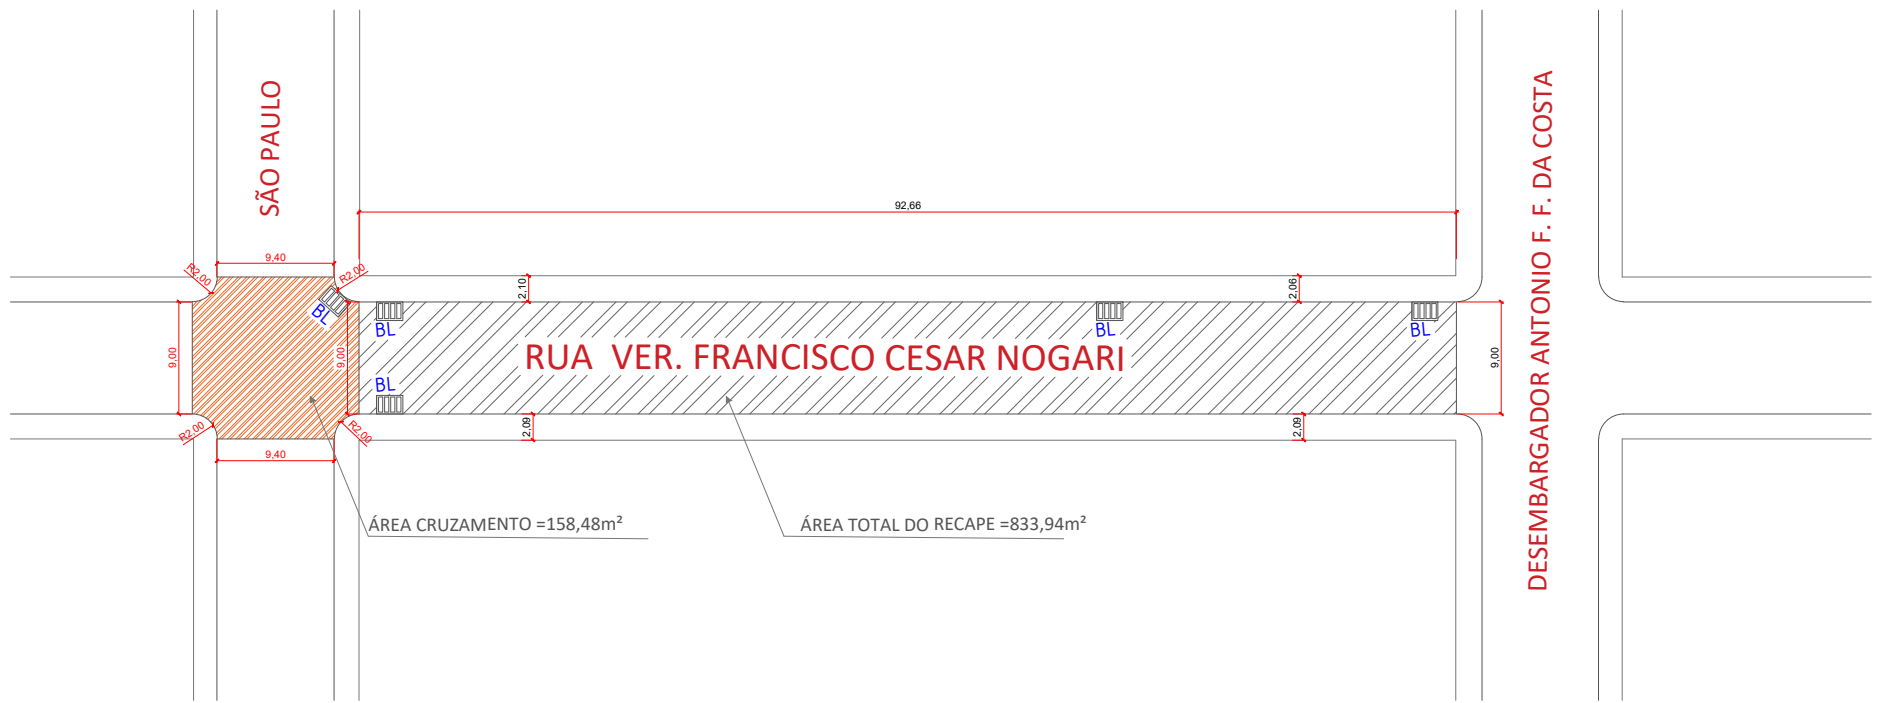 SÃO PAULO
DESEMBARGADOR ANTONIO F. F. DA COSTA
92,66
9,40
R2,00
R2,00
2,10
2,06
BL
BL
BL
BL
9,00
9,00
RUA VER. FRANCISCO CESAR NOGARI
9,00
BL
R2,00
R2,00
2,09
2,09
9,40
ÁREA CRUZAMENTO =158,48m²
ÁREA TOTAL DO RECAPE =833,94m²